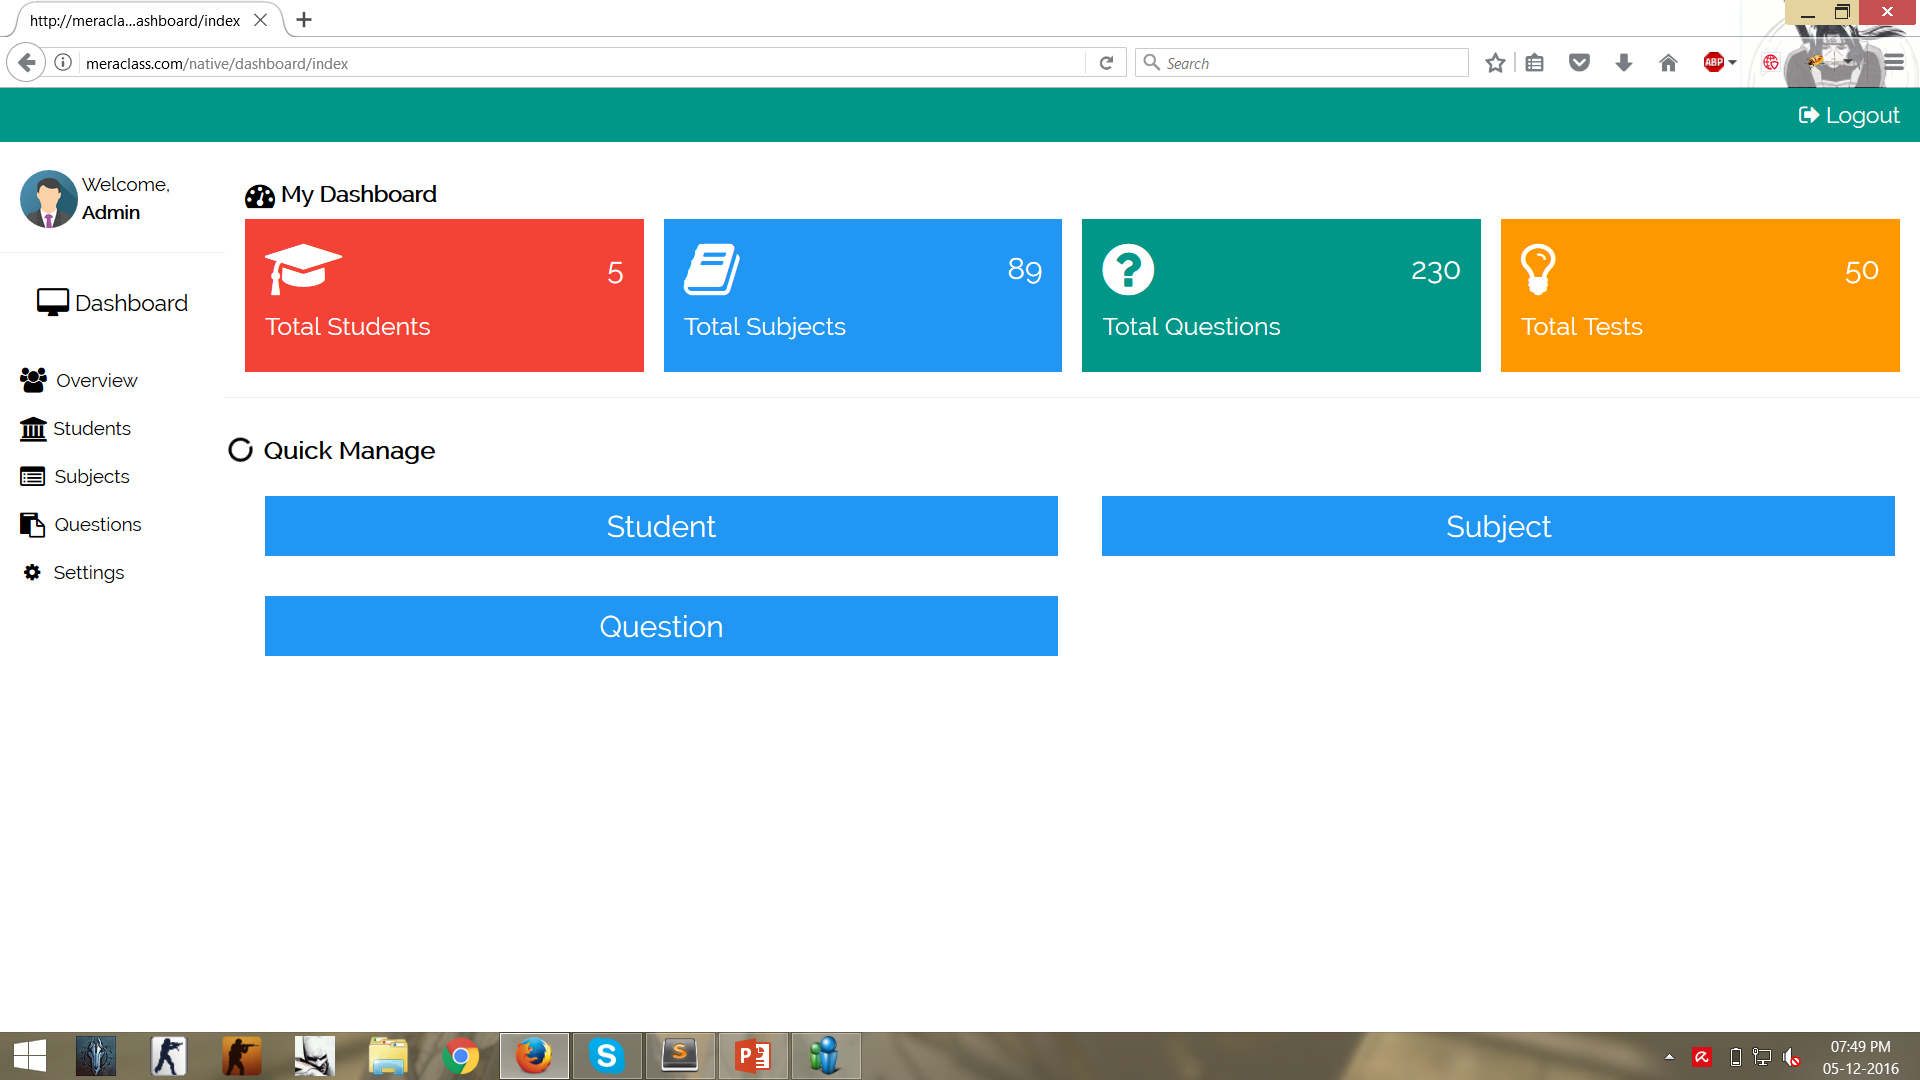 http://meracla...ashboard/index
meraclass.com/native/dashboard/index
Search
ABP
Logout
Welcome,
Admin
Dashboard
Overview
Students
Subjects
Questions
Settings
My Dashboard
5
Total Students
89
Total Subjects
230
Total Questions
50
Total Tests
Quick Manage
Student
Subject
Question
07:49 PM
05-12-2016